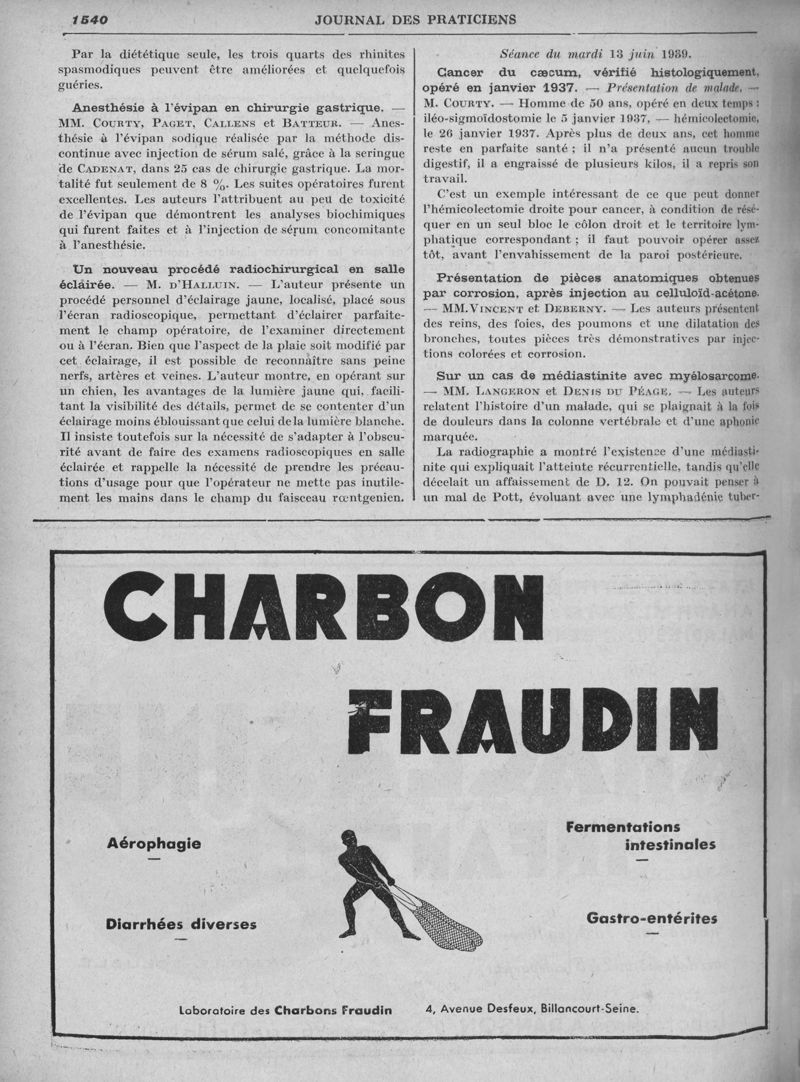 1540
JOURNAL DES PRATICIENS
Par la diététique seule, les trois quarts des rhinites
spasmodiques peuvent être améliorées et quelquefois
guéries.
Anesthésie à l'évipan en chirurgie gastrique. —
MM. COURTY, PAGET, CALLENS et BATTEUR. — Anes-
thésie à l'évipan sodique réalisée par la méthode dis-
continue avec injection de sérum salé, grâce à la seringue
de CADENAT, dans 25 cas de chirurgie gastrique. La mor-
talité fut seulement de 8 %. Les suites opératoires furent
excellentes. Les auteurs l'attribuent au peu de toxicité
de l'évipan que démontrent les analyses biochimiques
qui furent faites et à l'injection de sérum concomitante
à l'anesthésie.
Un nouveau procédé radiochirurgical en salle
éclairée. — M. D'HALLUIN. — L'auteur présente un
procédé personnel d'éclairage jaune, localisé, placé sous
l'écran radioscopique, permettant d'éclairer parfaite-
ment le champ opératoire, de l'examiner directement
ou à l'écran. Bien que l'aspect de la plaie soit modifié par
cet éclairage, il est possible de reconnaître sans peine
nerfs, artères et veines. L'auteur montre, en opérant sur
un chien, les avantages de la lumière jaune qui, facili-
tant la visibilité des détails, permet de se contenter d'un
éclairage moins éblouissant que celui de la lumière blanche.
Il insiste toutefois sur la nécessité de s'adapter à l'obscu-
rité avant de faire des examens radioscopiques en salle
éclairée et rappelle la nécessité de prendre les précau-
tions d'usage pour que l'opérateur ne mette pas inutile-
ment les mains dans le champ du faisceau rœntgenien.
Séance du mardi 13 juin 1939.
Cancer du cæcum, vérifié histologiquement,
opéré en janvier 1937. — Présentation de malade. —
M. COURTY. — Homme de 50 ans, opéré en deux temps :
iléo-sigmoïdostomie le 5 janvier 1937, — hémicolectomie,
le 26 janvier 1937. Après plus de deux ans, cet homme
reste en parfaite santé ; il n'a présenté aucun trouble
digestif, il a engraissé de plusieurs kilos, il a repris son
travail.
C'est un exemple intéressant de ce que peut donner
l'hémicolectomie droite pour cancer, à condition de résé-
quer en un seul bloc le côlon droit et le territoire lym-
phatique correspondant ; il faut pouvoir opérer assez
tôt, avant l'envahissement de la paroi postérieure.
Présentation de pièces anatomiques obtenues
par corrosion, après injection au celluloïd-acétone.
— MM. VINCENT et DEBERNY. — Les auteurs présentent
des reins, des foies, des poumons et une dilatation des
bronches, toutes pièces très démonstratives par injec-
tions colorées et corrosion.
Sur un cas de médiastinite avec myélosarcome.
— MM. LANGERON et DENIS DU PÉAGE. — Les auteurs
relatent l'histoire d'un malade, qui se plaignait à la fois
de douleurs dans la colonne vertébrale et d'une aphonie
marquée.
La radiographie a montré l'existence d'une médiasti-
nite qui expliquait l'atteinte récurrentielle, tandis qu'elle
décelait un affaissement de D. 12. On pouvait penser à
un mal de Pott, évoluant avec une lymphadénie tuber-
CHARBON
FRAUDIN
Aérophagie
Fermentations
intestinales
Diarrhées diverses
Gastro-entérites
Laboratoire des Charbons Fraudin 4, Avenue Desfeux, Billancourt-Seine.